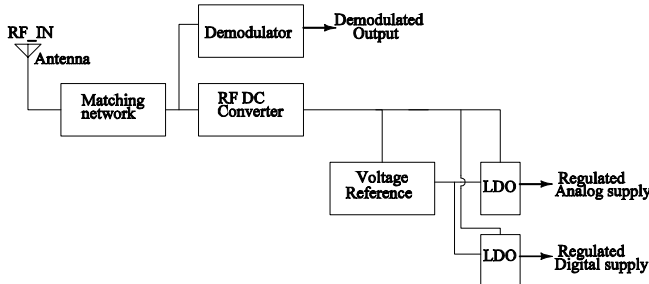 RF_IN
Antenna
Matching
network
Demodulator
Demodulated
Output
RF DC
Converter
Voltage
Reference
LDO
Regulated
Analog supply
LDO
Regulated
Digital supply